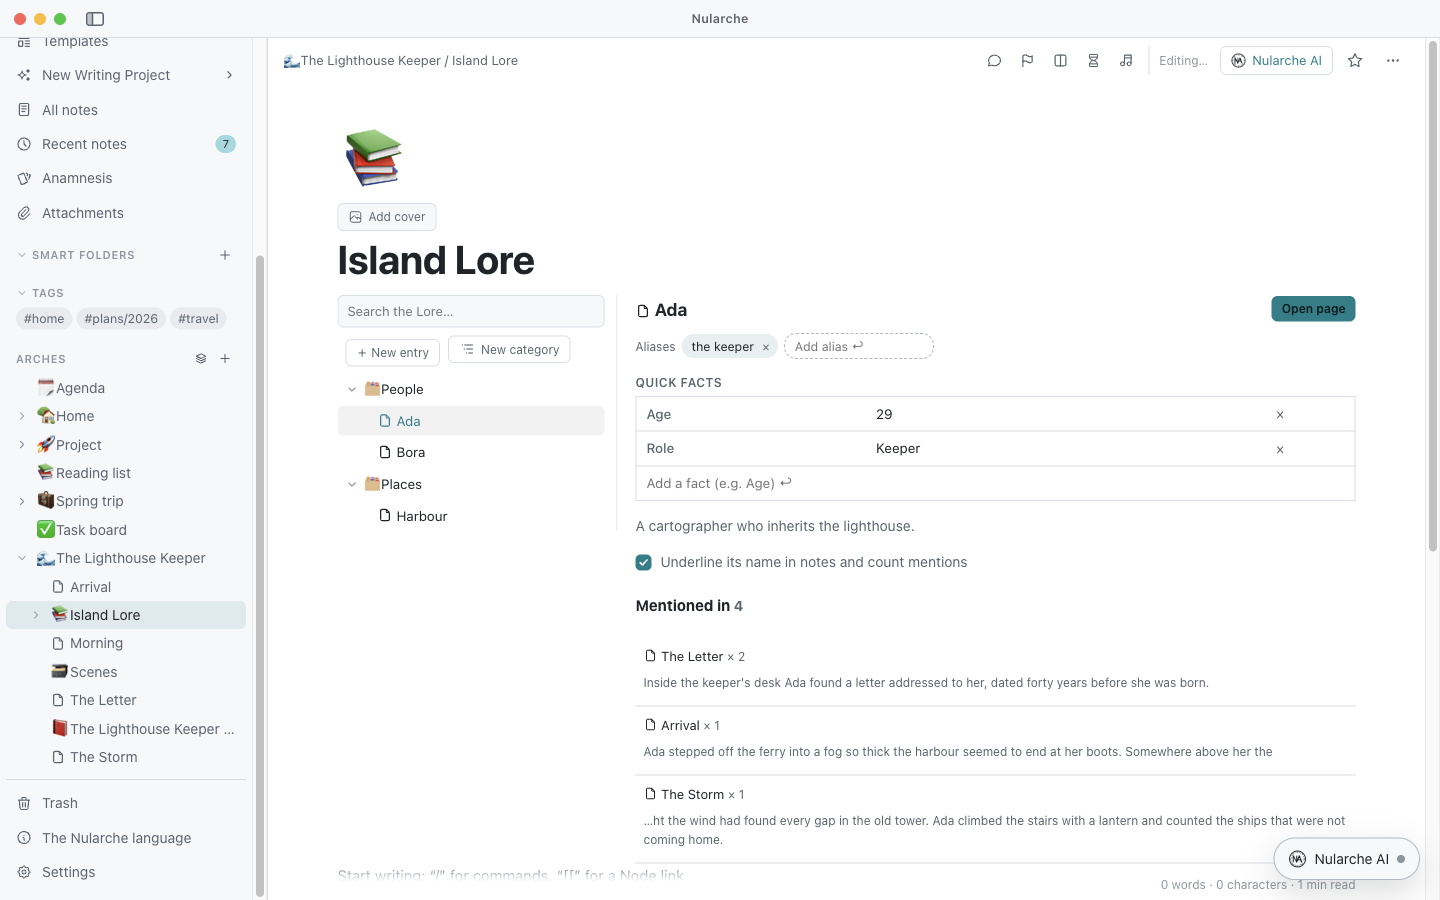 Nularche
Templates
New Writing Project
All notes
Recent notes 7
Anamnesis
Attachments
SMART FOLDERS
TAGS
#home #plans/2026 #travel
ARCHES
Agenda
Home
Project
Reading list
Spring trip
Task board
The Lighthouse Keeper
Arrival
Island Lore
Morning
Scenes
The Letter
The Lighthouse Keeper ...
The Storm
Trash
The Nularche language
Settings
The Lighthouse Keeper / Island Lore
Editing...
Nularche AI
Add cover
Island Lore
Search the Lore...
+ New entry
New category
People
Ada
Bora
Places
Harbour
Ada
Open page
Aliases the keeper × Add alias ↩
QUICK FACTS
Age 29 ×
Role Keeper ×
Add a fact (e.g. Age) ↩
A cartographer who inherits the lighthouse.
Underline its name in notes and count mentions
Mentioned in 4
The Letter × 2
Inside the keeper's desk Ada found a letter addressed to her, dated forty years before she was born.
Arrival × 1
Ada stepped off the ferry into a fog so thick the harbour seemed to end at her boots. Somewhere above her the
The Storm × 1
...ht the wind had found every gap in the old tower. Ada climbed the stairs with a lantern and counted the ships that were not
coming home.
Nularche AI
Start writing: “/” for commands, “[[” for a Node link
0 words · 0 characters · 1 min read